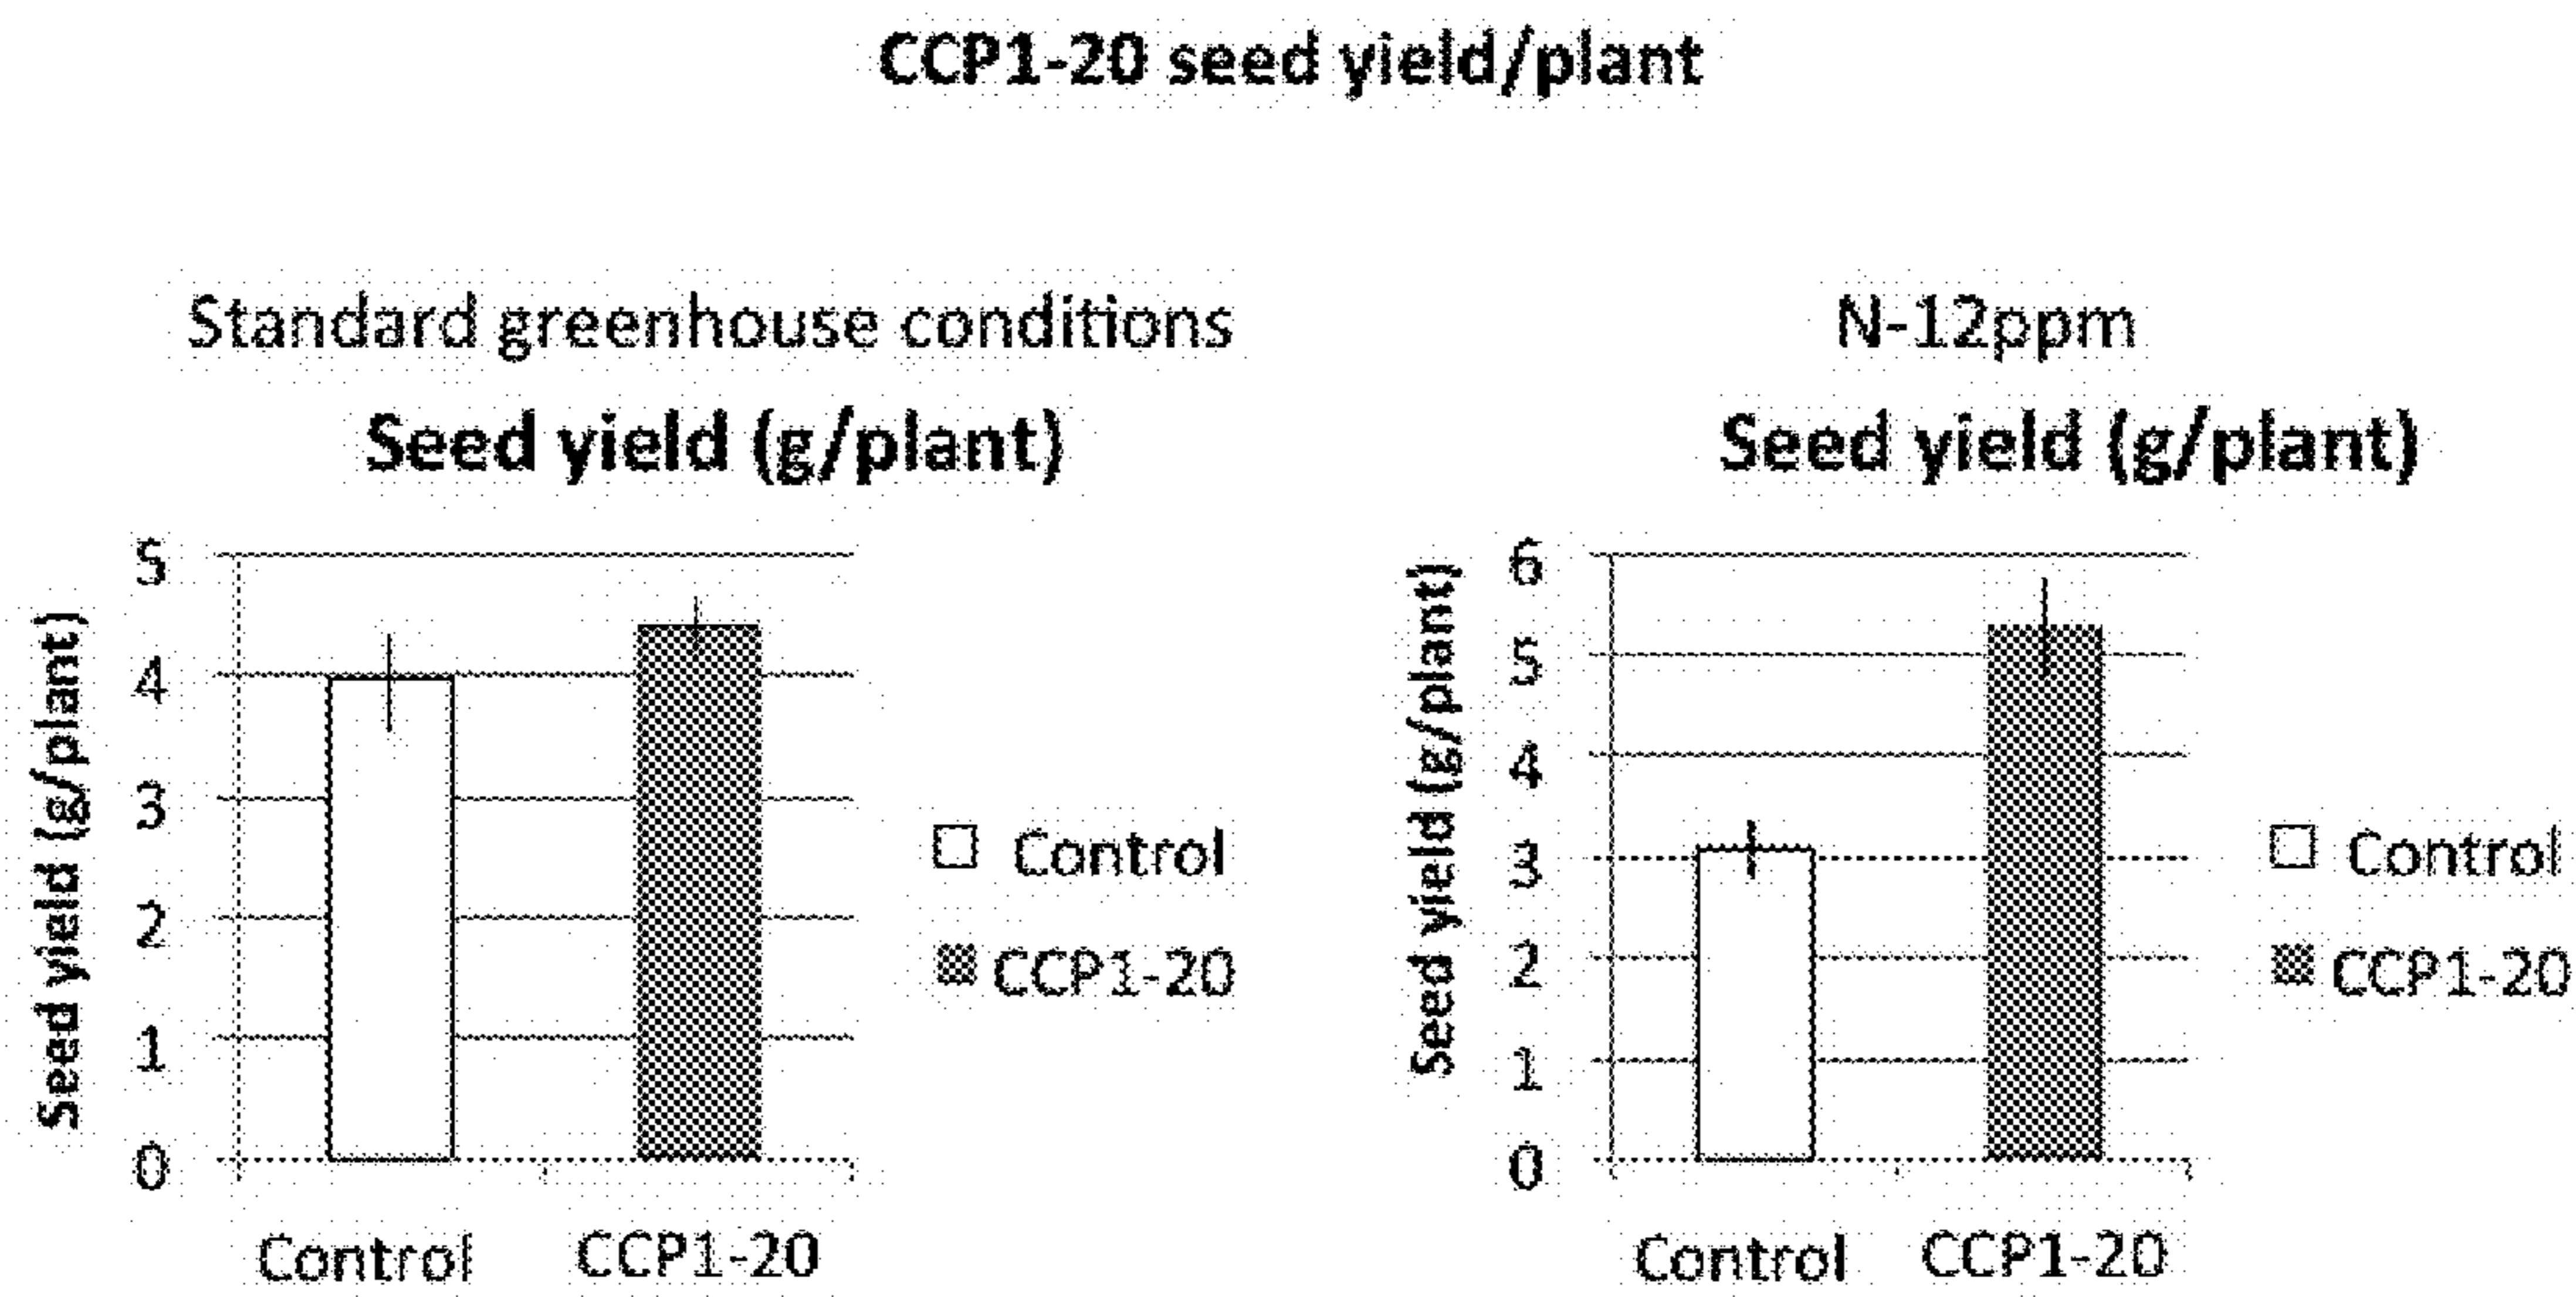 CCP1-20 seed yield/plant
Standard greenhouse conditions
Seed yield (g/plant)
Seed yield (g/plant)
5
4
3
2
1
0
Control
CCP1-20
Control
CCP1-20
N-12ppm
Seed yield (g/plant)
Seed yield (g/plant)
6
5
4
3
2
1
0
Control
CCP1-20
Control
CCP1-20